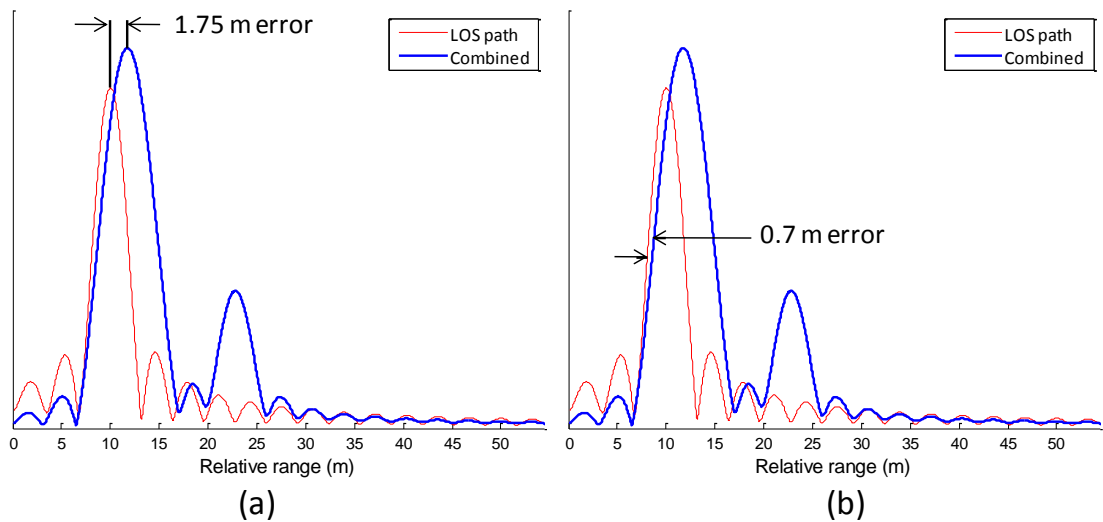 1.75 m error
LOS path
Combined
0 5 10 15 20 25 30 35 40 45 50
Relative range (m)
(a)
LOS path
Combined
0.7 m error
0 5 10 15 20 25 30 35 40 45 50
Relative range (m)
(b)